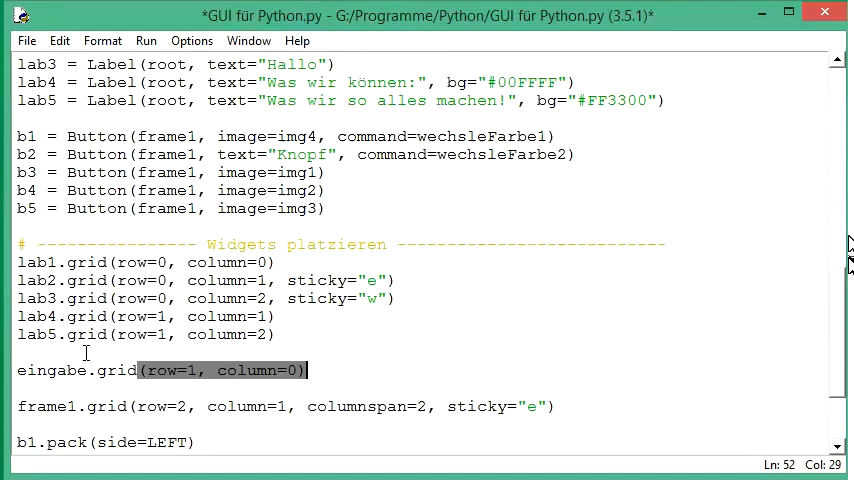 *GUI für Python.py - G:/Programme/Python/GUI für Python.py (3.5.1)*
File Edit Format Run Options Window Help
lab3 = Label(root, text="Hallo")
lab4 = Label(root, text="Was wir können:", bg="#00FFFF")
lab5 = Label(root, text="Was wir so alles machen!", bg="#FF3300")
b1 = Button(frame1, image=img4, command=wechsleFarbe1)
b2 = Button(frame1, text="Knopf", command=wechsleFarbe2)
b3 = Button(frame1, image=img1)
b4 = Button(frame1, image=img2)
b5 = Button(frame1, image=img3)
# ---------------- Widgets platzieren ---------------------------
lab1.grid(row=0, column=0)
lab2.grid(row=0, column=1, sticky="e")
lab3.grid(row=0, column=2, sticky="w")
lab4.grid(row=1, column=1)
lab5.grid(row=1, column=2)
eingabe.grid(row=1, column=0)
frame1.grid(row=2, column=1, columnspan=2, sticky="e")
b1.pack(side=LEFT)
Ln: 52 Col: 29